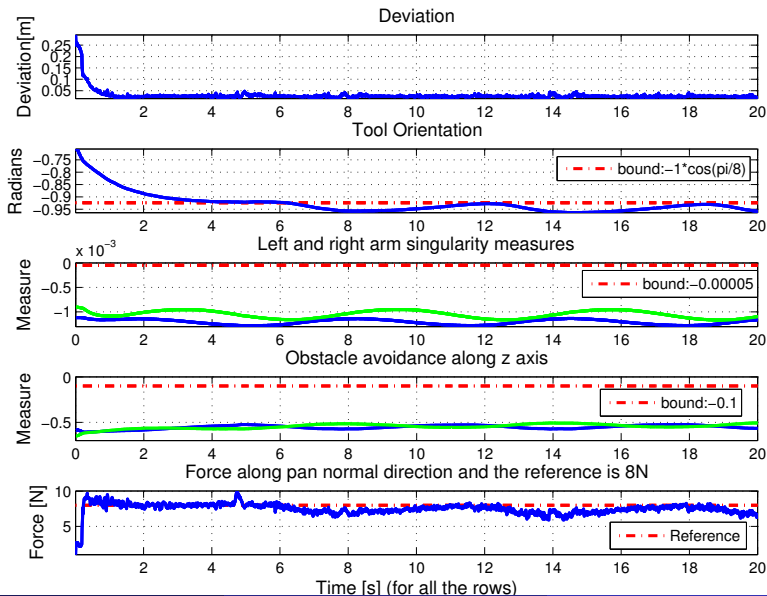 Deviation
Deviation[m]
0.25
0.2
0.15
0.1
0.05
2 4 6 8 10 12 14 16 18 20
Tool Orientation
Radians
−0.75
−0.8
−0.85
−0.9
−0.95
bound:−1*cos(pi/8)
0 2 4 6 8 10 12 14 16 18 20
x 10−3
Left and right arm singularity measures
Measure
0
−0.5
−1
bound:−0.00005
0 2 4 6 8 10 12 14 16 18 20
Obstacle avoidance along z axis
Measure
0
−0.5
bound:−0.1
0 2 4 6 8 10 12 14 16 18 20
Force along pan normal direction and the reference is 8N
Force [N]
10
5
Reference
0 2 4 6 8 10 12 14 16 18 20
Time [s] (for all the rows)